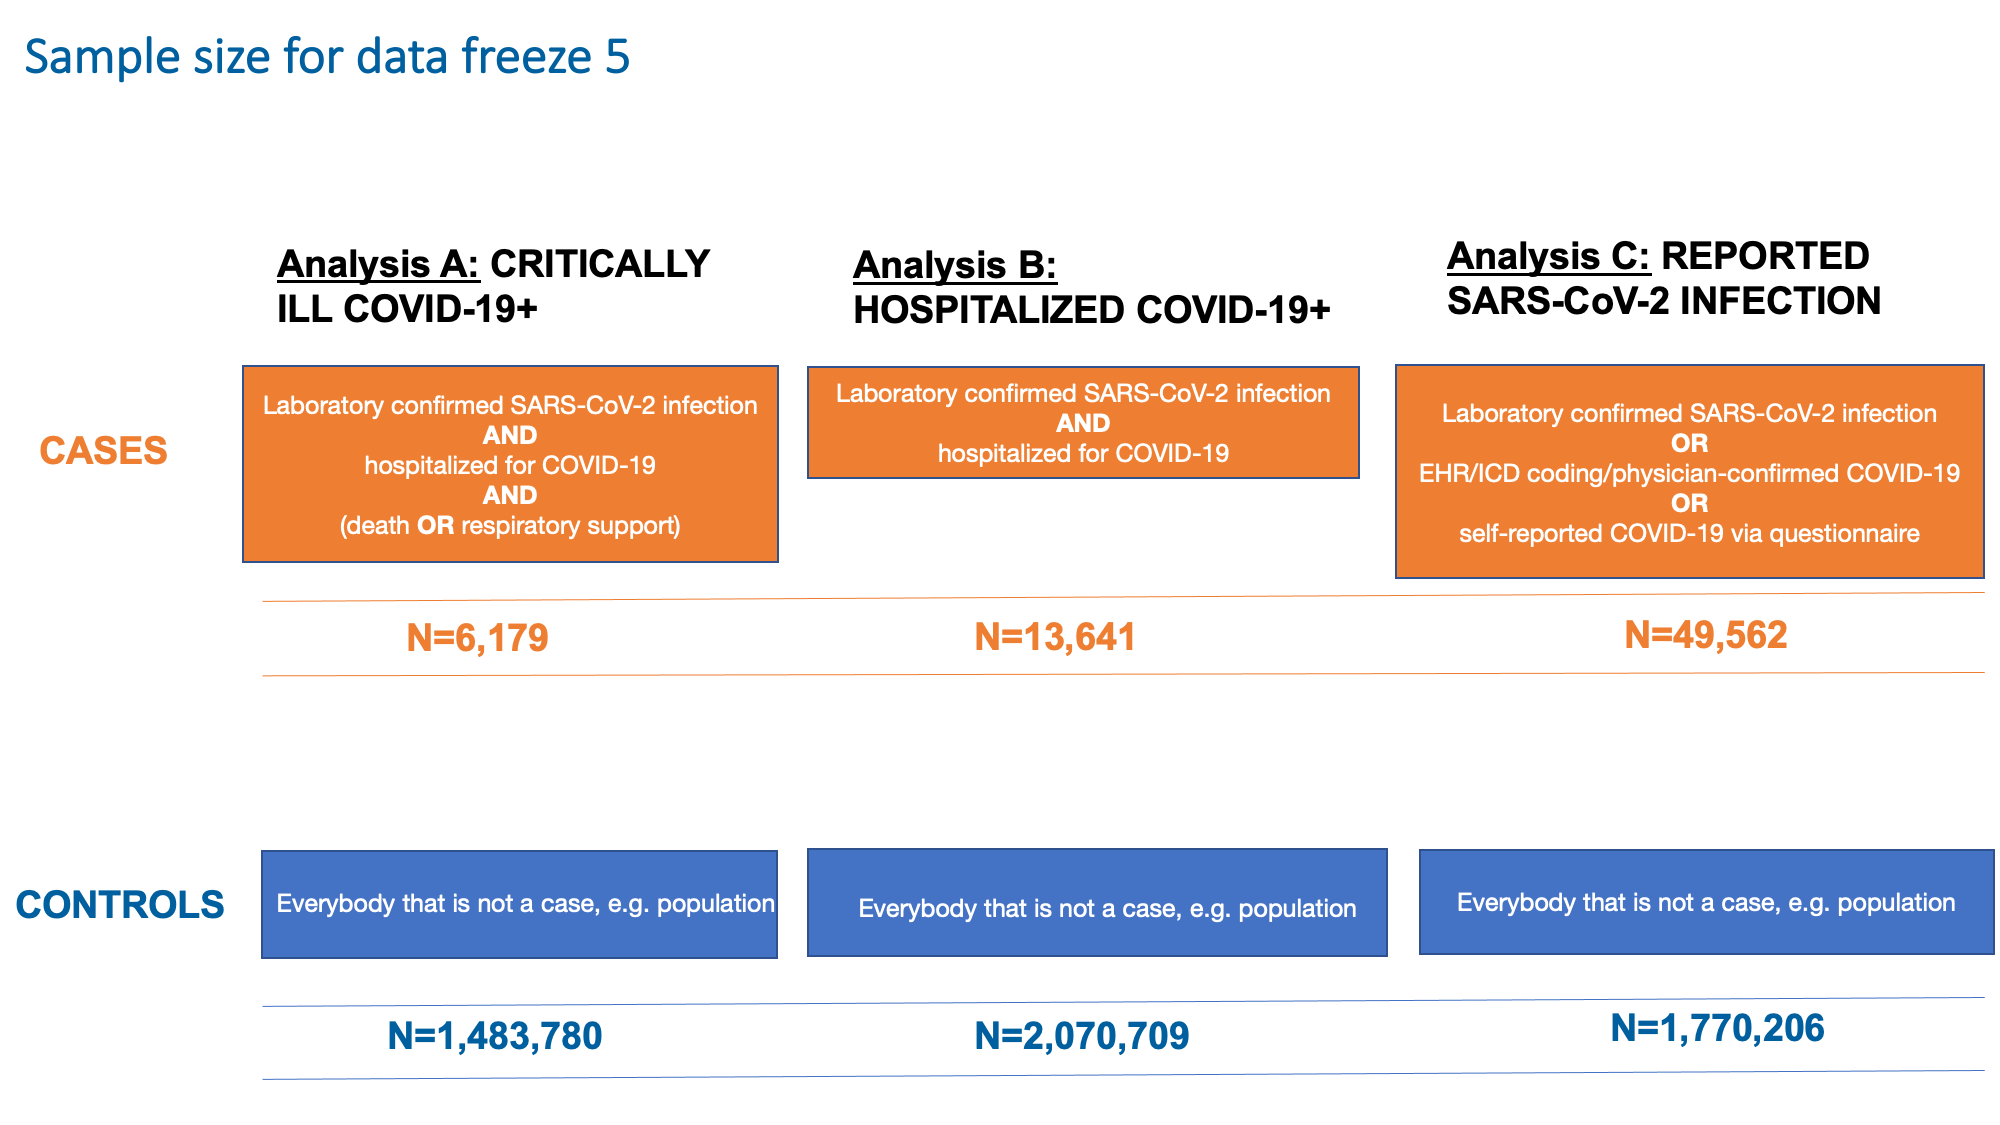 Sample size for data freeze 5
Analysis A: CRITICALLY
ILL COVID-19+
Analysis B:
HOSPITALIZED COVID-19+
Analysis C: REPORTED
SARS-CoV-2 INFECTION
CASES
Laboratory confirmed SARS-CoV-2 infection
AND
hospitalized for COVID-19
AND
(death OR respiratory support)
Laboratory confirmed SARS-CoV-2 infection
AND
hospitalized for COVID-19
Laboratory confirmed SARS-CoV-2 infection
OR
EHR/ICD coding/physician-confirmed COVID-19
OR
self-reported COVID-19 via questionnaire
N=6,179
N=13,641
N=49,562
CONTROLS
Everybody that is not a case, e.g. population
Everybody that is not a case, e.g. population
Everybody that is not a case, e.g. population
N=1,483,780
N=2,070,709
N=1,770,206